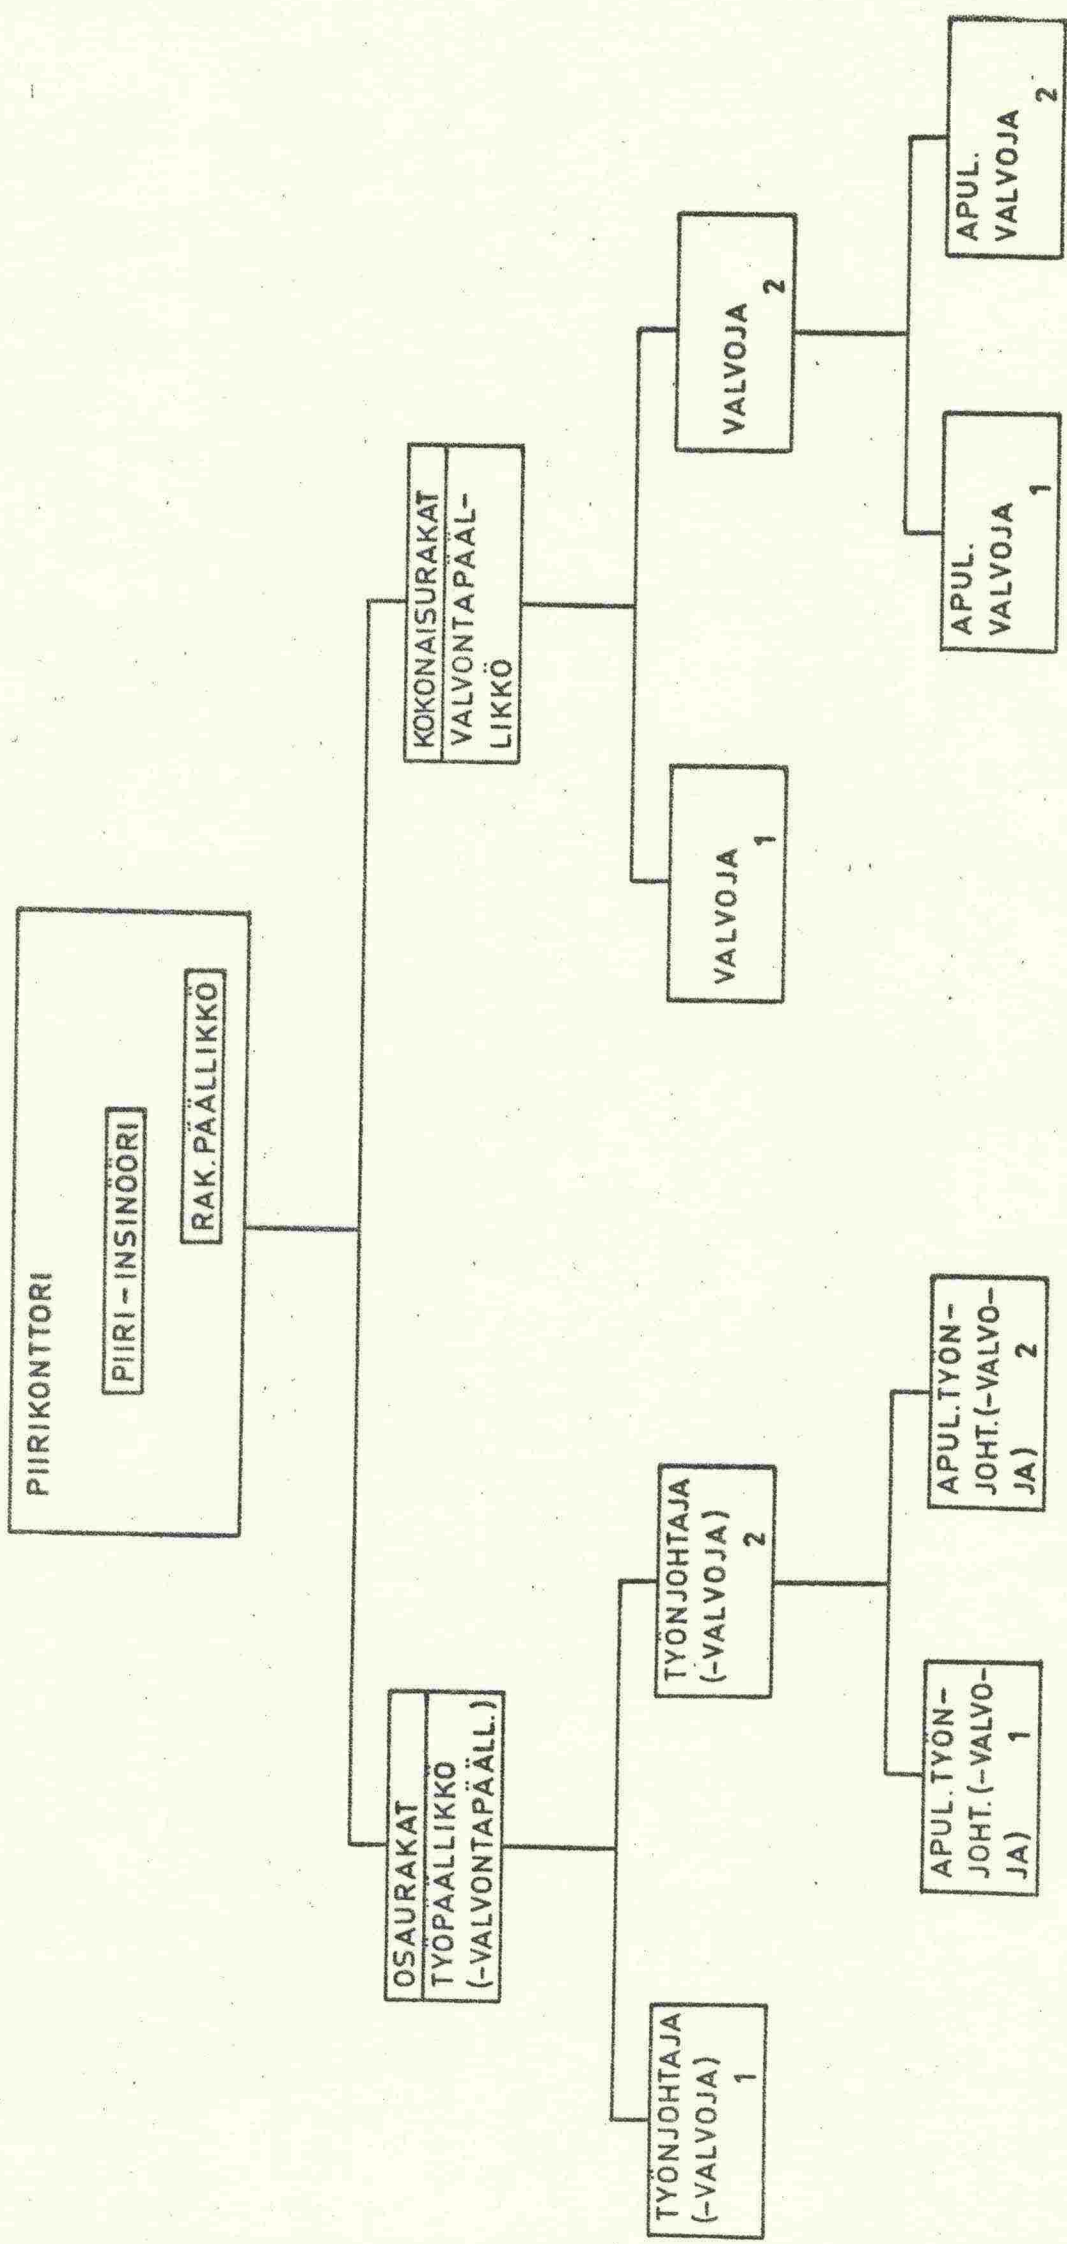 PIIRIKONTTORI
PIIRI-INSINÖÖRI
RAK.PÄÄLLIKKÖ
OSAURAKAT
TYÖPÄÄLLIKKÖ
(-VALVONTAPÄÄLL.)
KOKONAISURAKAT
VALVONTAPÄÄL-
LIKKÖ
TYÖNJOHTAJA
(-VALVOJA)
1
TYÖNJOHTAJA
(-VALVOJA)
2
VALVOJA
1
VALVOJA
2
APUL.TYÖN-
JOHT.(-VALVO-
JA) 1
APUL.TYÖN-
JOHT.(-VALVO-
JA) 2
APUL.
VALVOJA
1
APUL.
VALVOJA
2